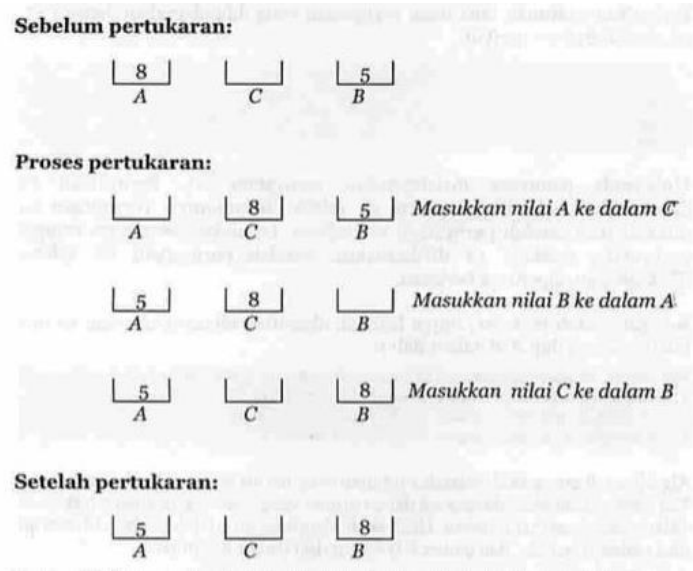 Sebelum pertukaran:
8 5
A C B
Proses pertukaran:
8 5 Masukkan nilai A ke dalam C
A C B
5 8 Masukkan nilai B ke dalam A
A C B
5 8 Masukkan nilai C ke dalam B
A C B
Setelah pertukaran:
5 8
A C B